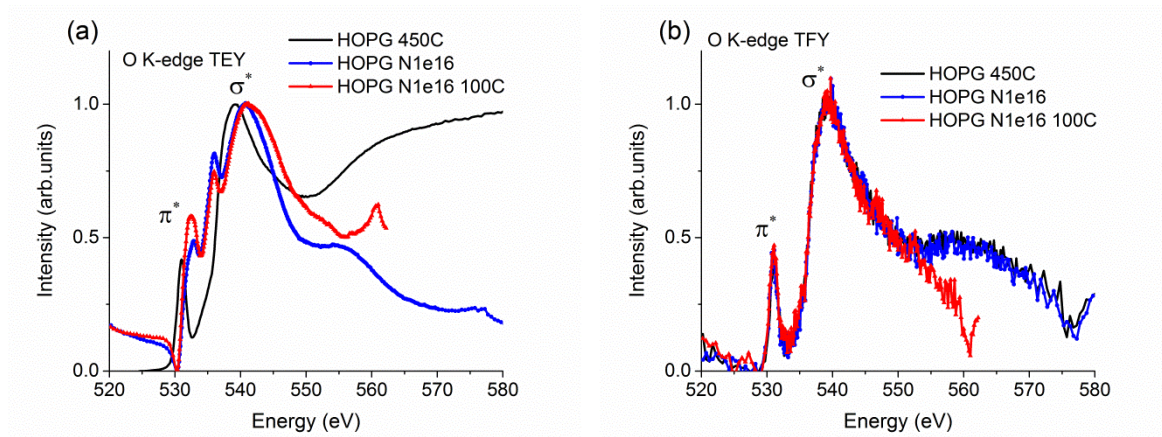 (a)
O K-edge TEY
HOPG 450C
HOPG N1e16
HOPG N1e16 100C
σ*
π*
1.0
0.5
0.0
Intensity (arb.units)
520 530 540 550 560 570 580
Energy (eV)
(b)
O K-edge TFY
HOPG 450C
HOPG N1e16
HOPG N1e16 100C
σ*
π*
1.0
0.5
0.0
Intensity (arb.units)
520 530 540 550 560 570 580
Energy (eV)